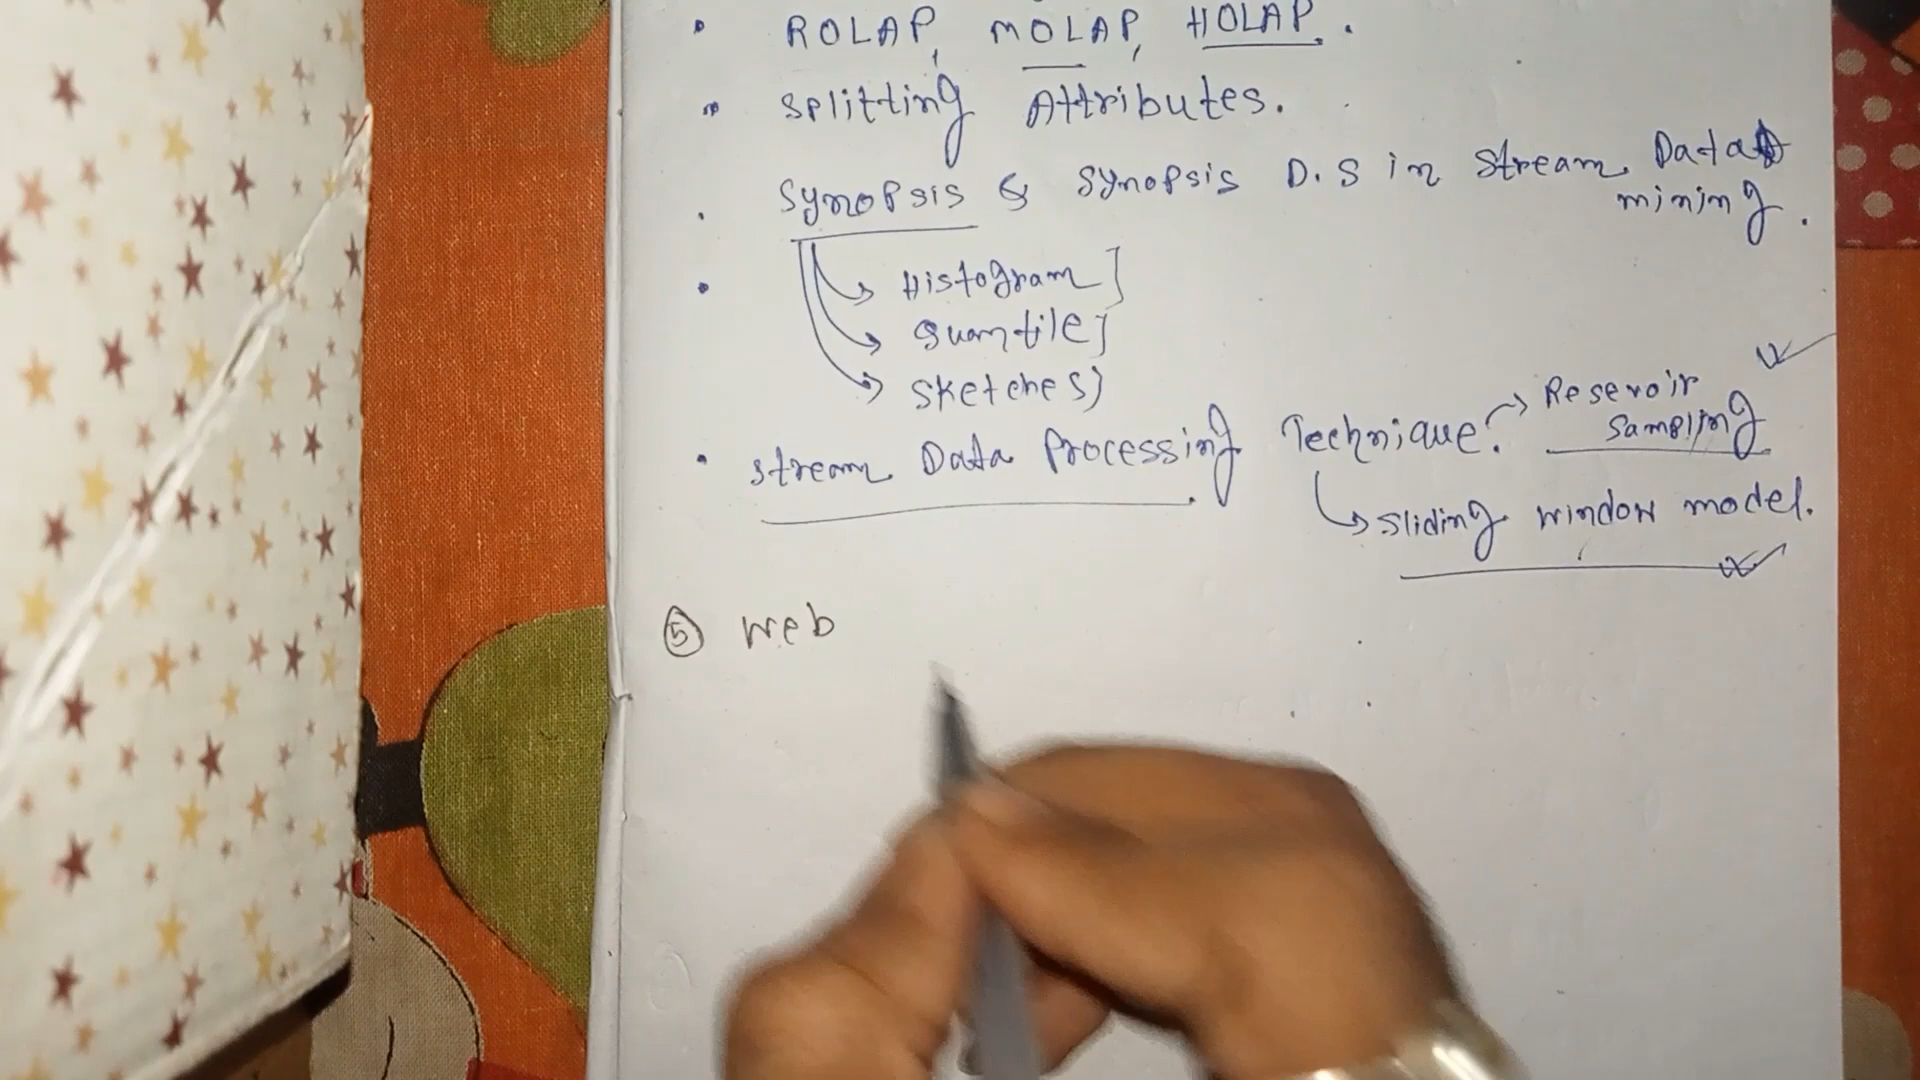 • ROLAP, MOLAP, HOLAP.
• Splitting Attributes.
• Synopsis & Synopsis D.S in Stream Data
mining.
• → Histogram]
→ Quantile]
→ Sketches)
• Stream Data Processing Technique. → Reservoir
Sampling
→ Sliding window model.
⑤ Web